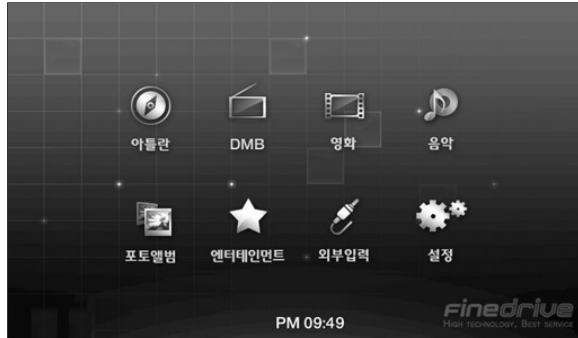 아틀란
DMB
영화
음악
포토앨범
엔터테인먼트
외부입력
설정
PM 09:49
Finedrive
HIGH TECHNOLOGY, BEST SERVICE